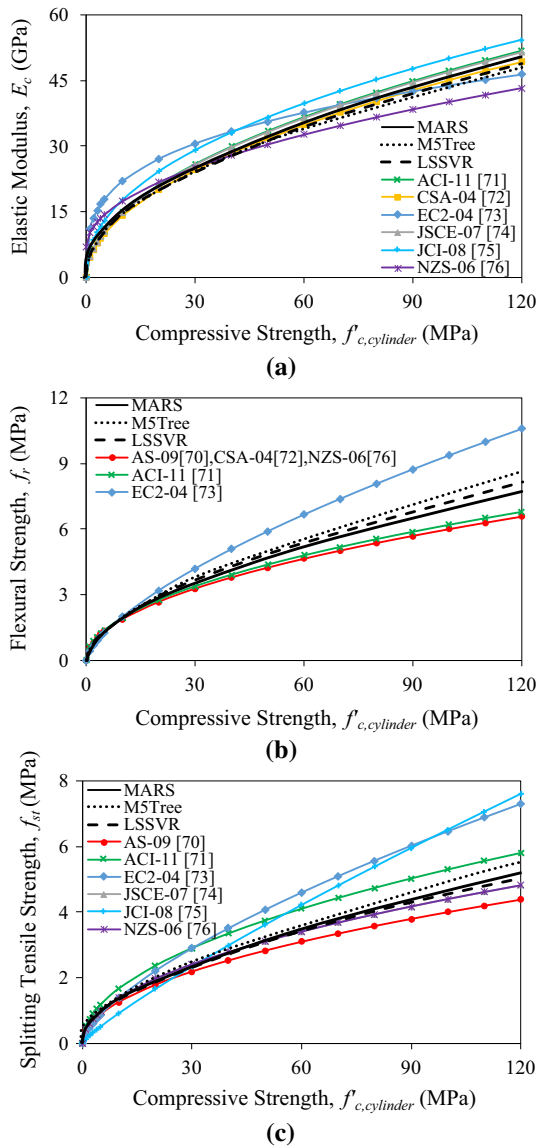 60
45
30
15
0
Elastic Modulus, E_c (GPa)
MARS
M5Tree
LSSVR
ACI-11 [71]
CSA-04 [72]
EC2-04 [73]
JSCE-07 [74]
JCI-08 [75]
NZS-06 [76]
0 30 60 90 120
Compressive Strength, f'c,cylinder (MPa)
(a)
12
9
6
3
0
Flexural Strength, f_r (MPa)
MARS
M5Tree
LSSVR
AS-09[70],CSA-04[72],NZS-06[76]
ACI-11 [71]
EC2-04 [73]
0 30 60 90 120
Compressive Strength, f'c,cylinder (MPa)
(b)
8
6
4
2
0
Splitting Tensile Strength, f_st (MPa)
MARS
M5Tree
LSSVR
AS-09 [70]
ACI-11 [71]
EC2-04 [73]
JSCE-07 [74]
JCI-08 [75]
NZS-06 [76]
0 30 60 90 120
Compressive Strength, f'c,cylinder (MPa)
(c)